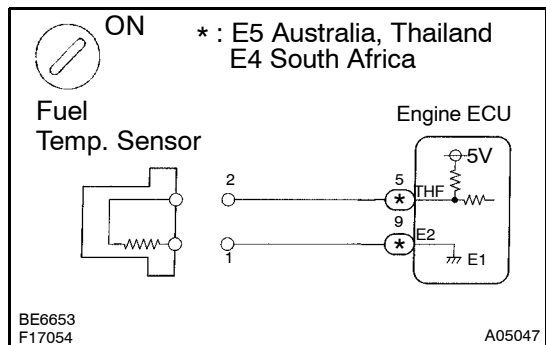 ON
* : E5 Australia, Thailand
E4 South Africa
Fuel
Temp. Sensor
Engine ECU
5V
2
5
THF
*
9
E2
*
1
E1
BE6653
F17054
A05047